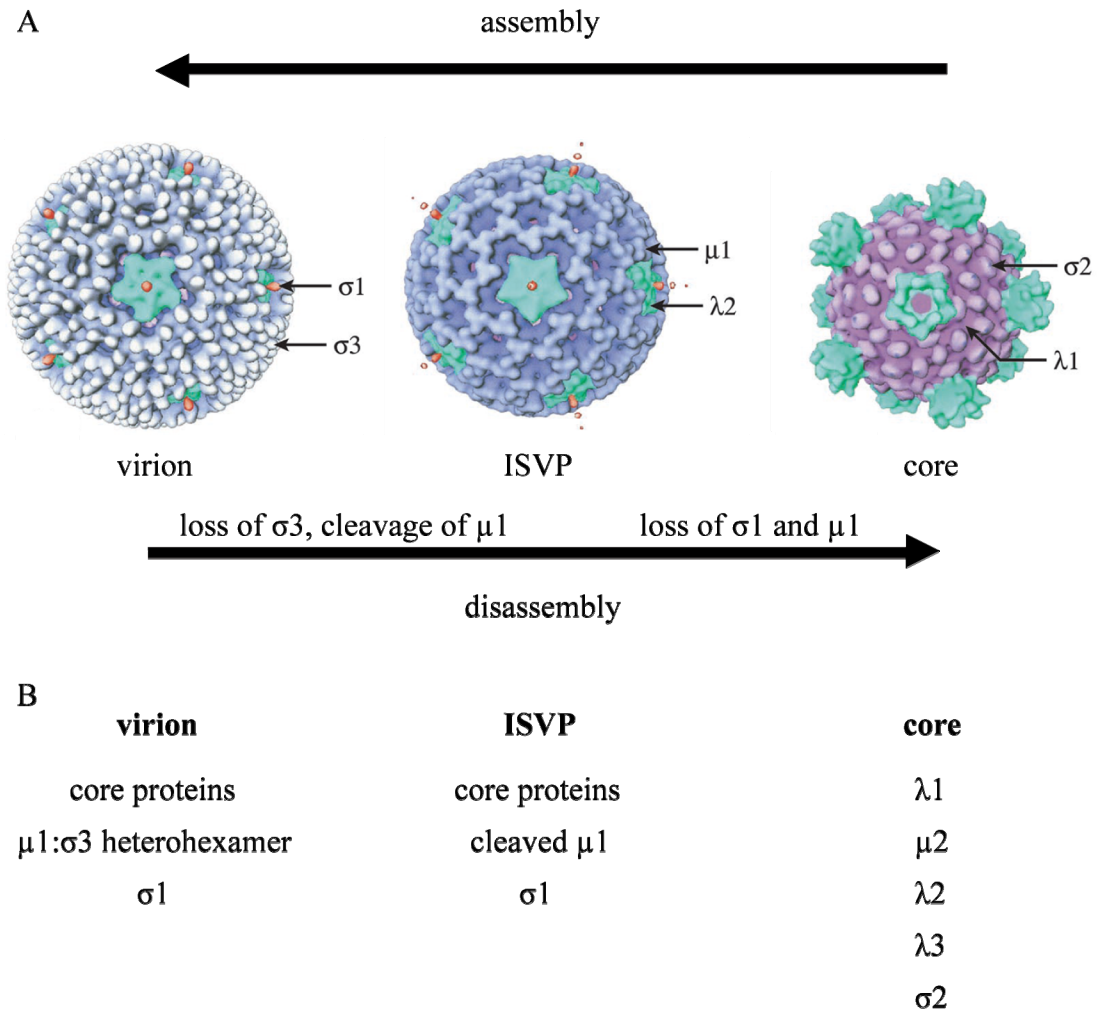 A
assembly
σ1
σ3
μ1
λ2
σ2
λ1
virion ISVP core
loss of σ3, cleavage of μ1 loss of σ1 and μ1
disassembly
B
virion ISVP core
core proteins core proteins λ1
μ1:σ3 heterohexamer cleaved μ1 μ2
σ1 σ1 λ2
λ3
σ2